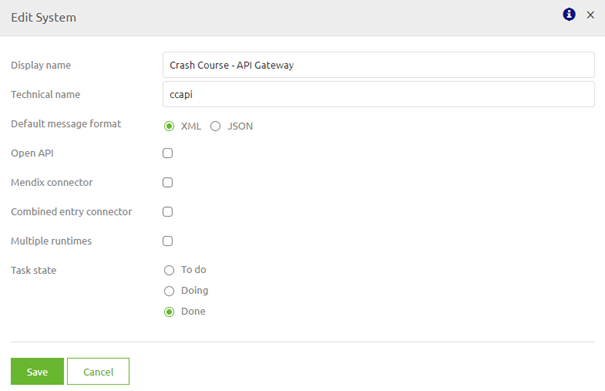 Edit System
Display name Crash Course - API Gateway
Technical name ccapi
Default message format XML JSON
Open API
Mendix connector
Combined entry connector
Multiple runtimes
Task state To do
Doing
Done
Save Cancel